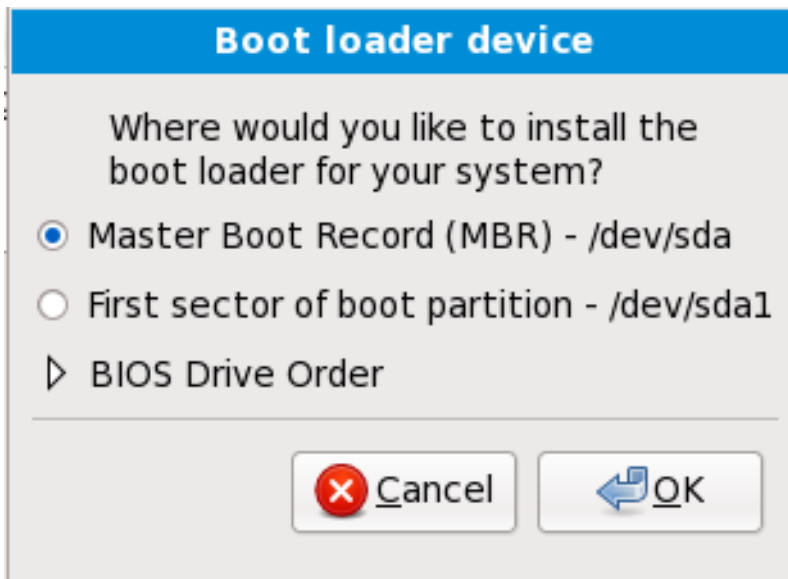 Boot loader device
Where would you like to install the
boot loader for your system?
Master Boot Record (MBR) - /dev/sda
First sector of boot partition - /dev/sda1
BIOS Drive Order
Cancel
OK